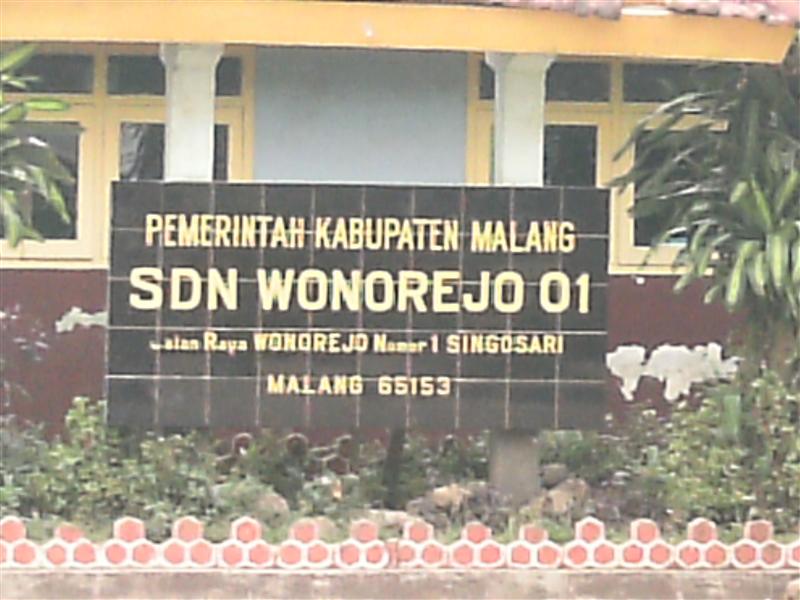 PEMERINTAH KABUPATEN MALANG
SDN WONOREJO 01
Jalan Raya WONOREJO Nomor 1 SINGOSARI
MALANG 65153